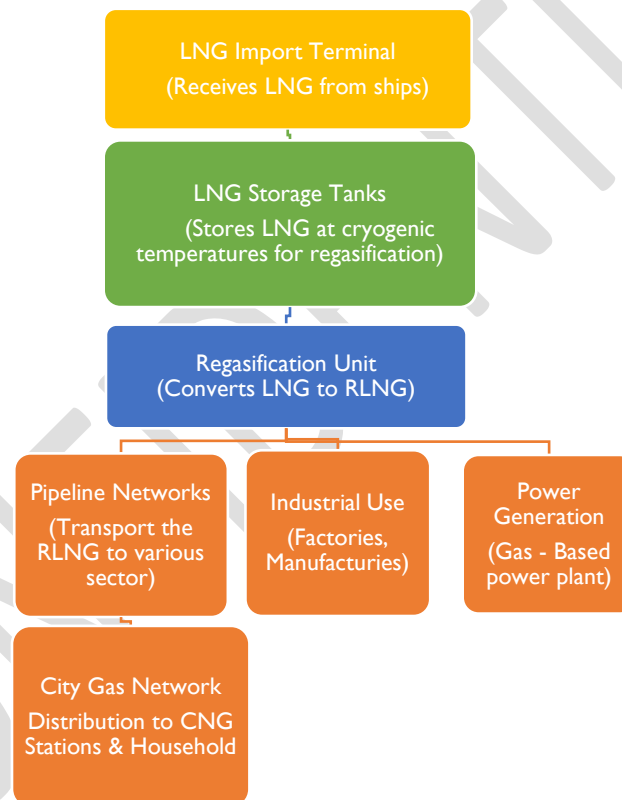 LNG Import Terminal
(Receives LNG from ships)
LNG Storage Tanks
(Stores LNG at cryogenic
temperatures for regasification)
Regasification Unit
(Converts LNG to RLNG)
Pipeline Networks
(Transport the
RLNG to various
sector)
Industrial Use
(Factories,
Manufacturies)
Power
Generation
(Gas - Based
power plant)
City Gas Network
Distribution to CNG
Stations & Household